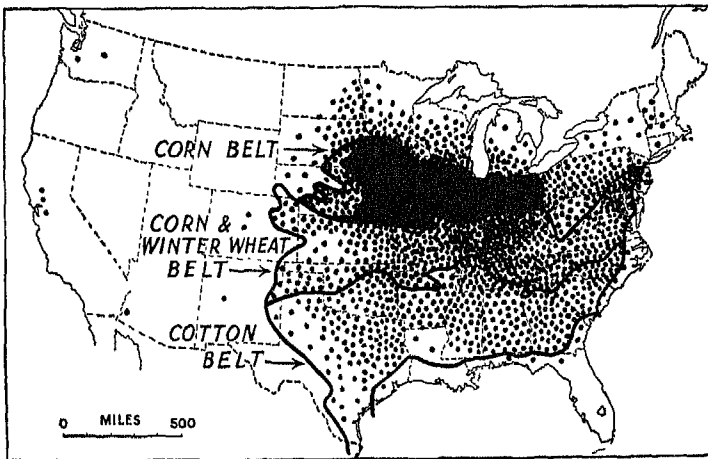 CORN BELT
CORN &
WINTER WHEAT
BELT
COTTON
BELT
0 MILES 500